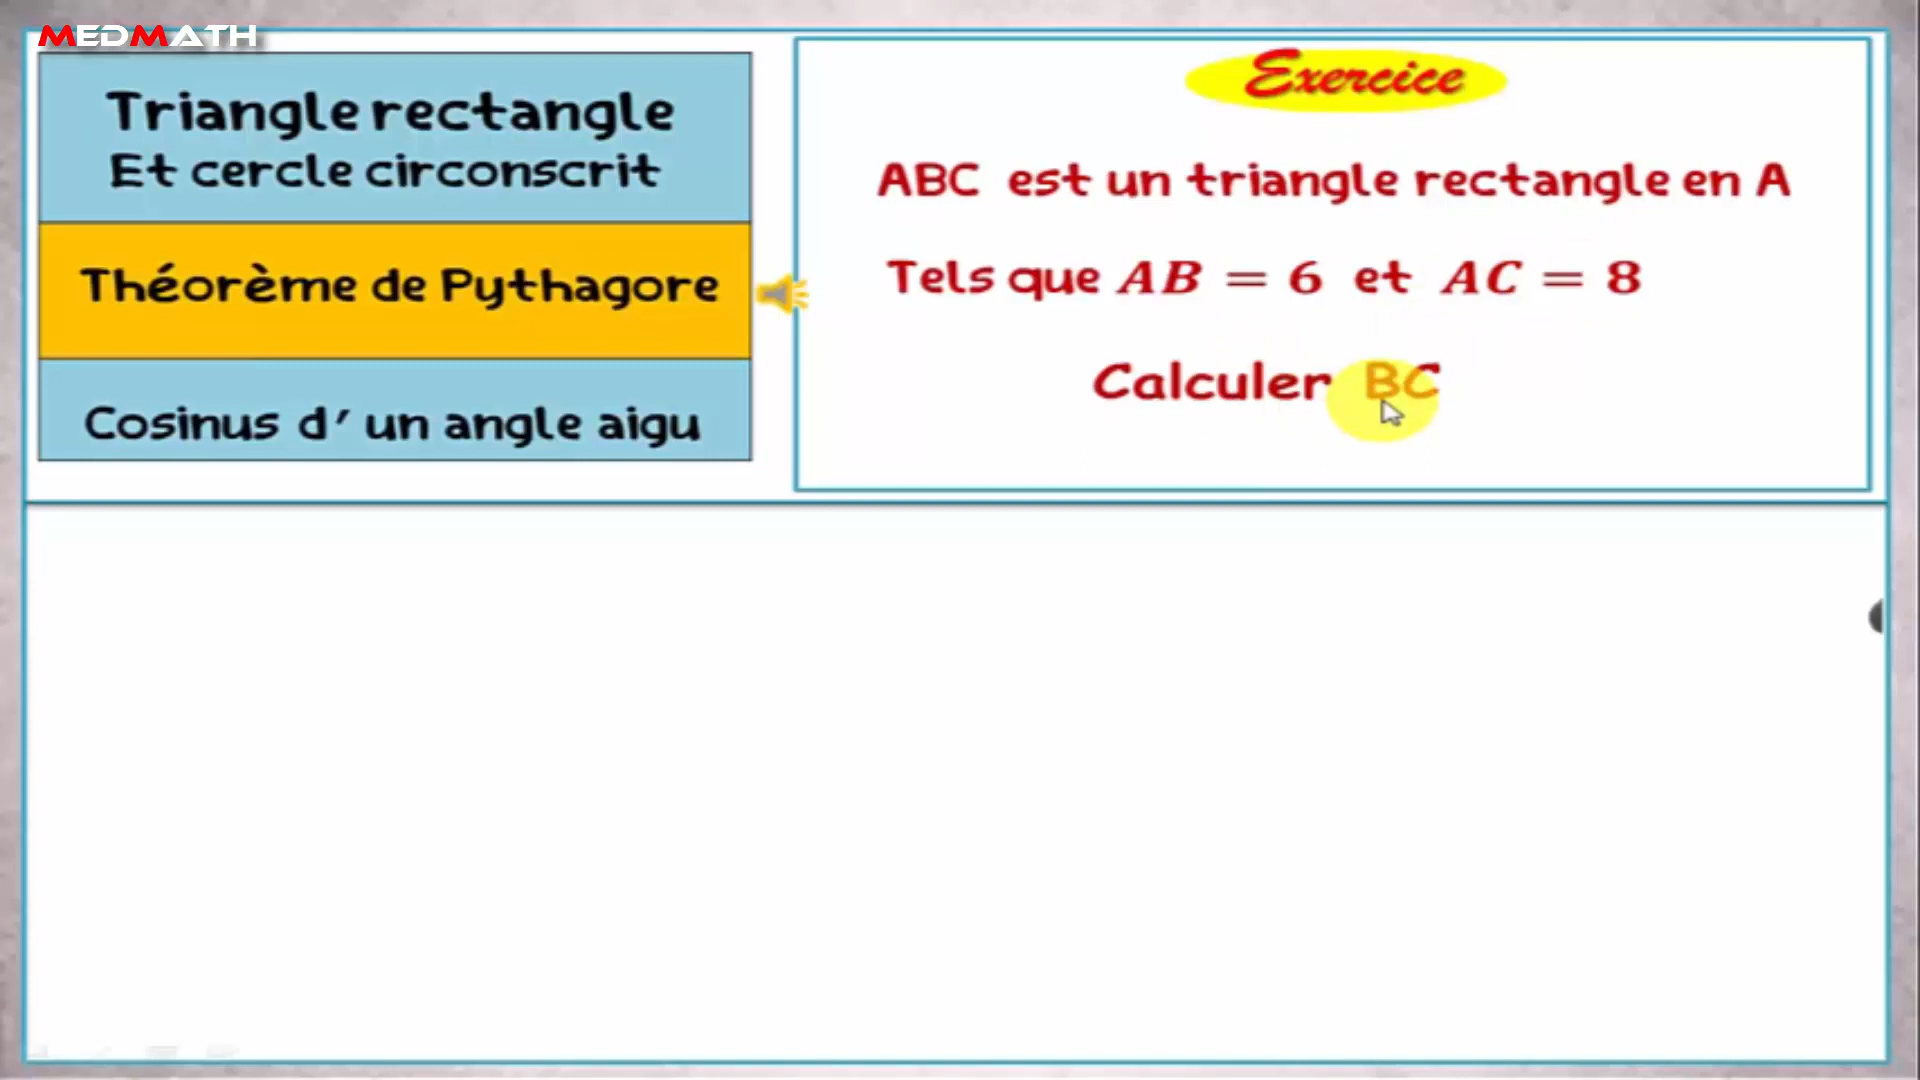 MEDMATH
Triangle rectangle
Et cercle circonscrit
Théorème de Pythagore
Cosinus d' un angle aigu
Exercice
ABC est un triangle rectangle en A
Tels que AB = 6 et AC = 8
Calculer BC